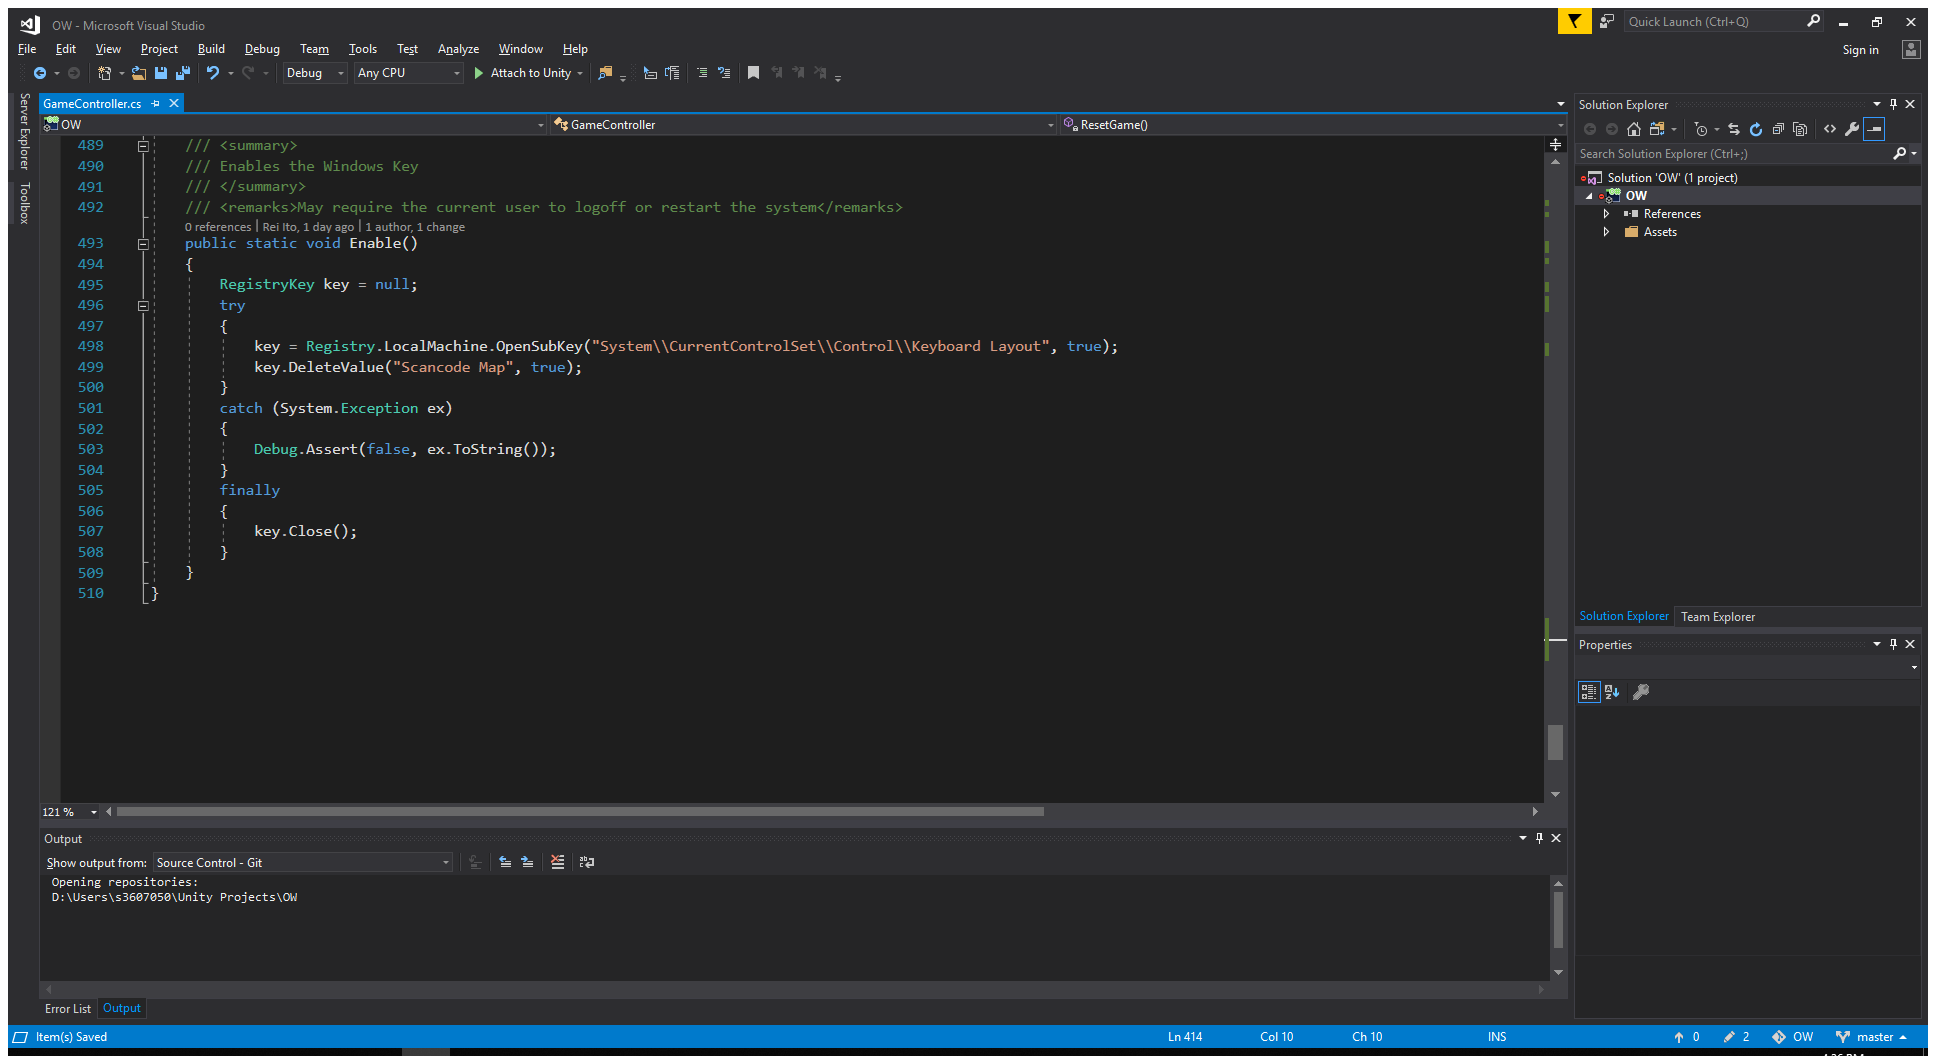 OW - Microsoft Visual Studio
Quick Launch (Ctrl+Q)
File Edit View Project Build Debug Team Tools Test Analyze Window Help
Sign in
Debug Any CPU Attach to Unity
Server Explorer
Toolbox
GameController.cs
OW GameController ResetGame()
489 /// <summary>
490 /// Enables the Windows Key
491 /// </summary>
492 /// <remarks>May require the current user to logoff or restart the system</remarks>
0 references | Rei Ito, 1 day ago | 1 author, 1 change
493 public static void Enable()
494 {
495 RegistryKey key = null;
496 try
497 {
498 key = Registry.LocalMachine.OpenSubKey("System\\CurrentControlSet\\Control\\Keyboard Layout", true);
499 key.DeleteValue("Scancode Map", true);
500 }
501 catch (System.Exception ex)
502 {
503 Debug.Assert(false, ex.ToString());
504 }
505 finally
506 {
507 key.Close();
508 }
509 }
510 }
121 %
Output
Show output from: Source Control - Git
Opening repositories:
D:\Users\s3607050\Unity Projects\OW
Error List Output
Solution Explorer
Search Solution Explorer (Ctrl+;)
Solution 'OW' (1 project)
OW
References
Assets
Solution Explorer Team Explorer
Properties
Item(s) Saved Ln 414 Col 10 Ch 10 INS 0 2 OW master